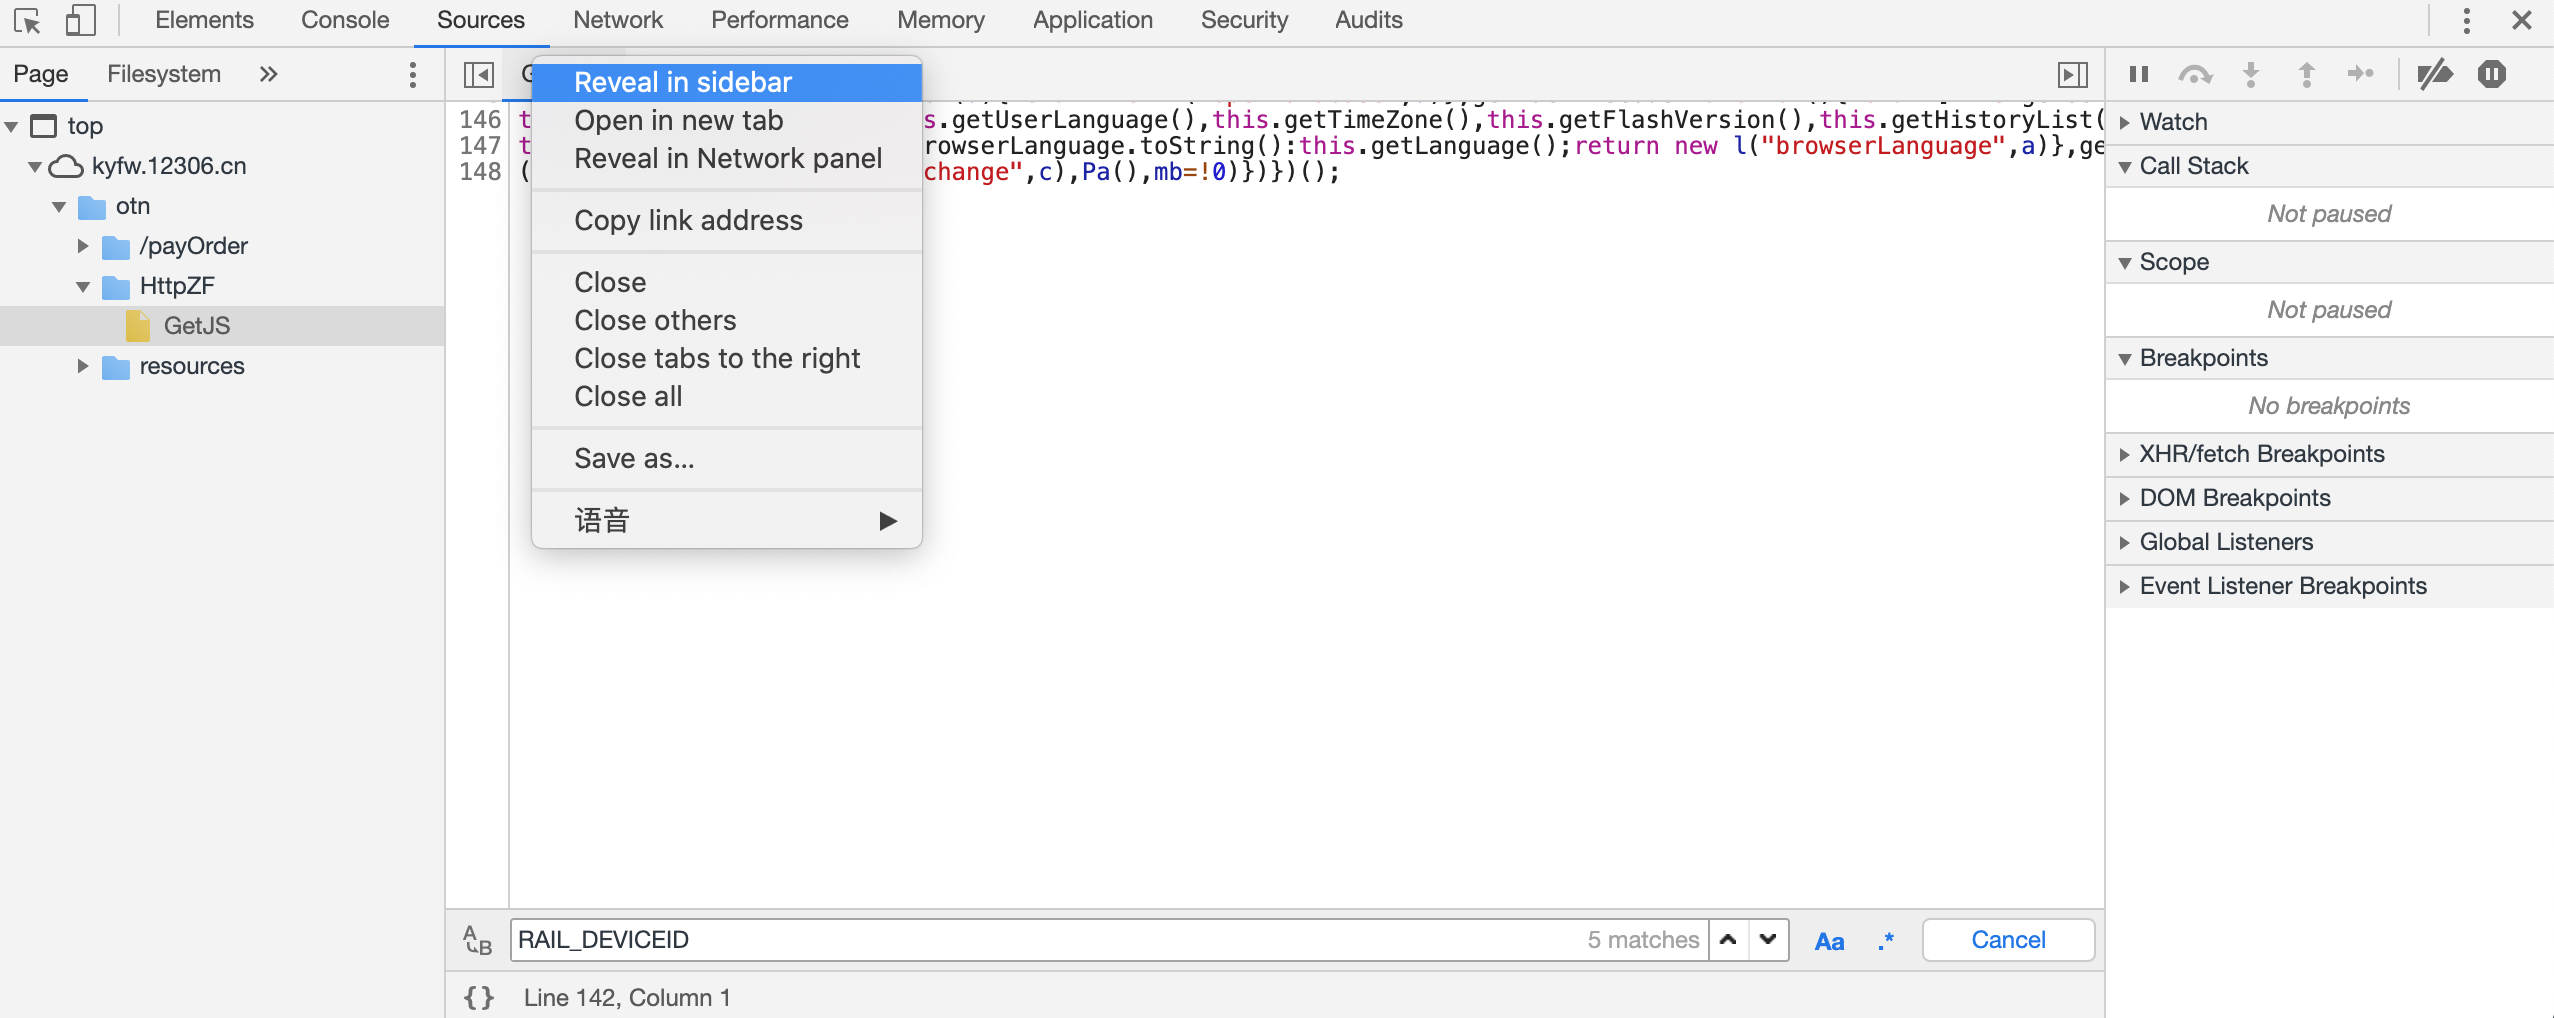 Elements Console Sources Network Performance Memory Application Security Audits
Page Filesystem »
top
kyfw.12306.cn
otn
/payOrder
HttpZF
GetJS
resources
Reveal in sidebar
Open in new tab
Reveal in Network panel
Copy link address
Close
Close others
Close tabs to the right
Close all
Save as...
语音
146 t s.getUserLanguage(),this.getTimeZone(),this.getFlashVersion(),this.getHistoryList(
147 t rowserLanguage.toString():this.getLanguage();return new l("browserLanguage",a)},ge
148 ( change",c),Pa(),mb=!0)})})();
RAIL_DEVICEID 5 matches Aa .* Cancel
{} Line 142, Column 1
Watch
Call Stack
Not paused
Scope
Not paused
Breakpoints
No breakpoints
XHR/fetch Breakpoints
DOM Breakpoints
Global Listeners
Event Listener Breakpoints